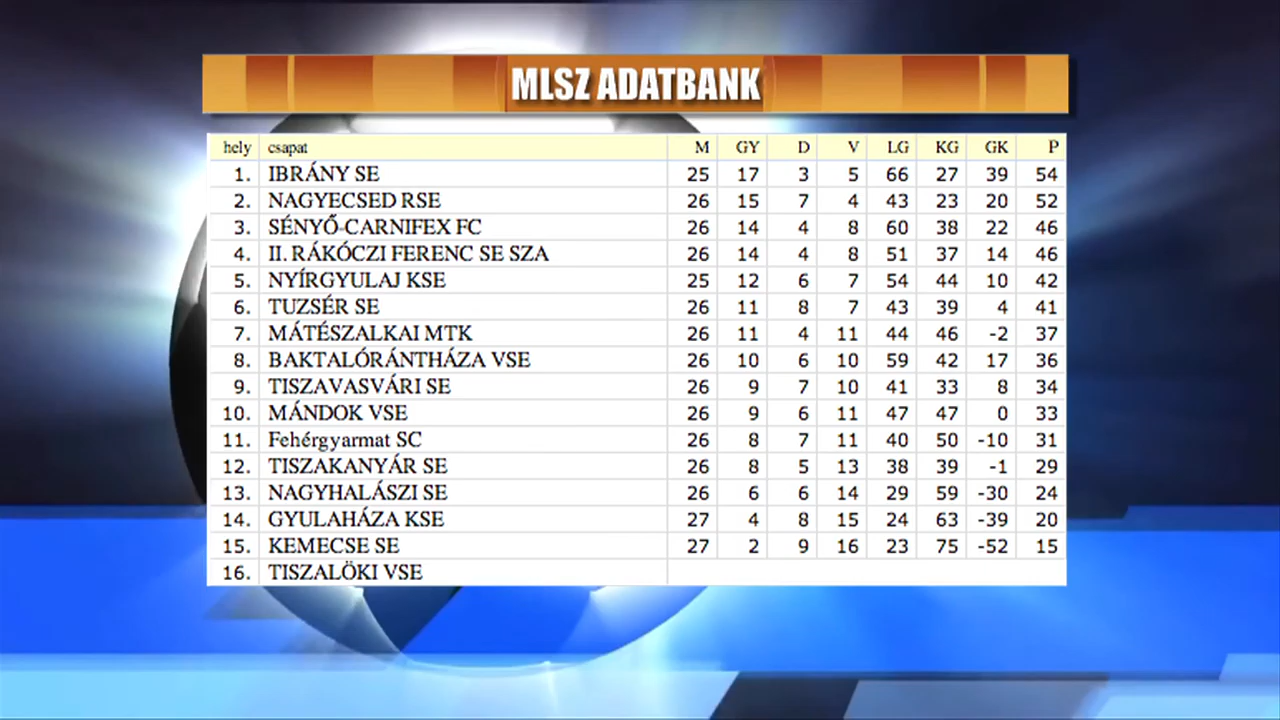 MLSZ ADATBANK
hely csapat M GY D V LG KG GK P
1. IBRÁNY SE 25 17 3 5 66 27 39 54
2. NAGYECSED RSE 26 15 7 4 43 23 20 52
3. SÉNYŐ-CARNIFEX FC 26 14 4 8 60 38 22 46
4. II. RÁKÓCZI FERENC SE SZA 26 14 4 8 51 37 14 46
5. NYÍRGYULAJ KSE 25 12 6 7 54 44 10 42
6. TUZSÉR SE 26 11 8 7 43 39 4 41
7. MÁTÉSZALKAI MTK 26 11 4 11 44 46 -2 37
8. BAKTALÓRÁNTHÁZA VSE 26 10 6 10 59 42 17 36
9. TISZAVASVÁRI SE 26 9 7 10 41 33 8 34
10. MÁNDOK VSE 26 9 6 11 47 47 0 33
11. Fehérgyarmat SC 26 8 7 11 40 50 -10 31
12. TISZAKANYÁR SE 26 8 5 13 38 39 -1 29
13. NAGYHALÁSZI SE 26 6 6 14 29 59 -30 24
14. GYULAHÁZA KSE 27 4 8 15 24 63 -39 20
15. KEMECSE SE 27 2 9 16 23 75 -52 15
16. TISZALÖKI VSE